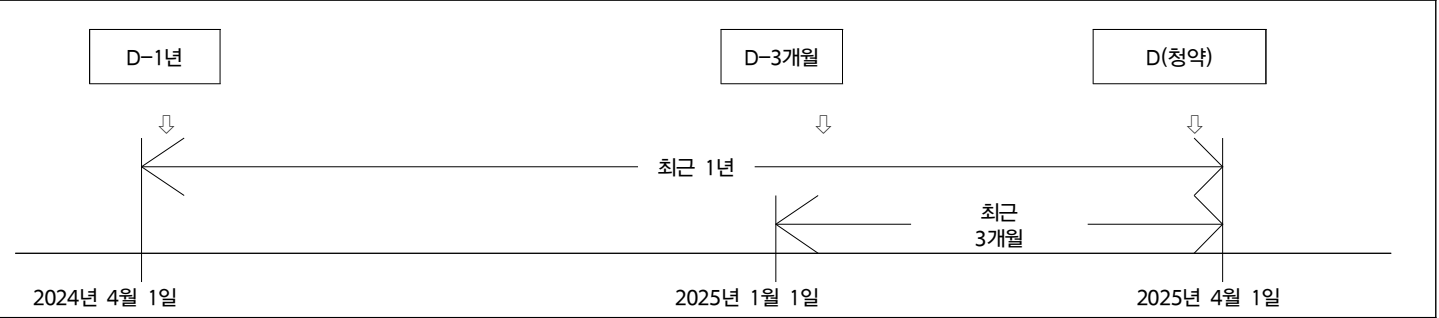 D-1년
D-3개월
D(청약)
최근 1년
최근
3개월
2024년 4월 1일
2025년 1월 1일
2025년 4월 1일